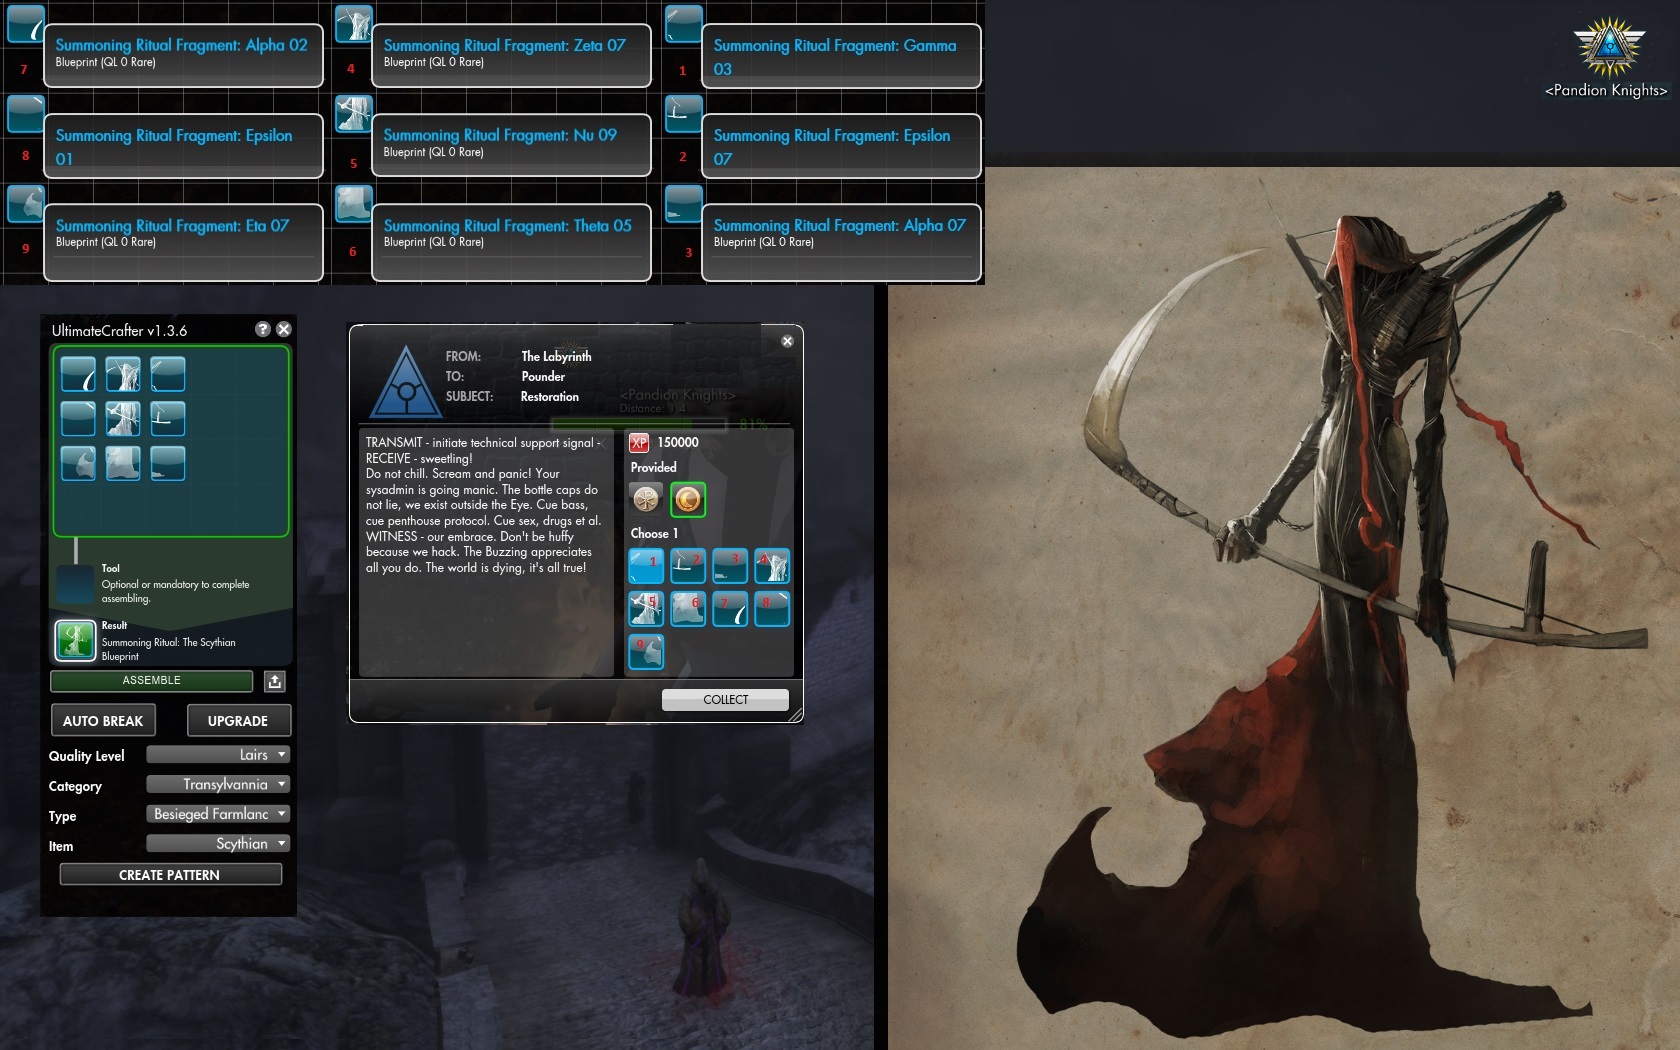 Summoning Ritual Fragment: Alpha 02
Blueprint (QL 0 Rare)
7
Summoning Ritual Fragment: Zeta 07
Blueprint (QL 0 Rare)
4
Summoning Ritual Fragment: Gamma
03
1
Summoning Ritual Fragment: Epsilon
01
8
Summoning Ritual Fragment: Nu 09
Blueprint (QL 0 Rare)
5
Summoning Ritual Fragment: Epsilon
07
2
Summoning Ritual Fragment: Eta 07
Blueprint (QL 0 Rare)
9
Summoning Ritual Fragment: Theta 05
Blueprint (QL 0 Rare)
6
Summoning Ritual Fragment: Alpha 07
Blueprint (QL 0 Rare)
3
<Pandion Knights>
UltimateCrafter v1.3.6
?
Tool
Optional or mandatory to complete
assembling.
Result
Summoning Ritual: The Scythian
Blueprint
ASSEMBLE
AUTO BREAK
UPGRADE
Quality Level
Lairs
Category
Transylvannia
Type
Besieged Farmlanc
Item
Scythian
CREATE PATTERN
FROM: The Labyrinth
TO: Pounder
SUBJECT: Restoration
<Pandion Knights>
Distance: 1.4
81%
TRANSMIT - initiate technical support signal -
RECEIVE - sweetling!
Do not chill. Scream and panic! Your
sysadmin is going manic. The bottle caps do
not lie, we exist outside the Eye. Cue bass,
cue penthouse protocol. Cue sex, drugs et al.
WITNESS - our embrace. Don't be huffy
because we hack. The Buzzing appreciates
all you do. The world is dying, it's all true!
XP 150000
Provided
Choose 1
1 2 3 4
5 6 7 8
9
COLLECT